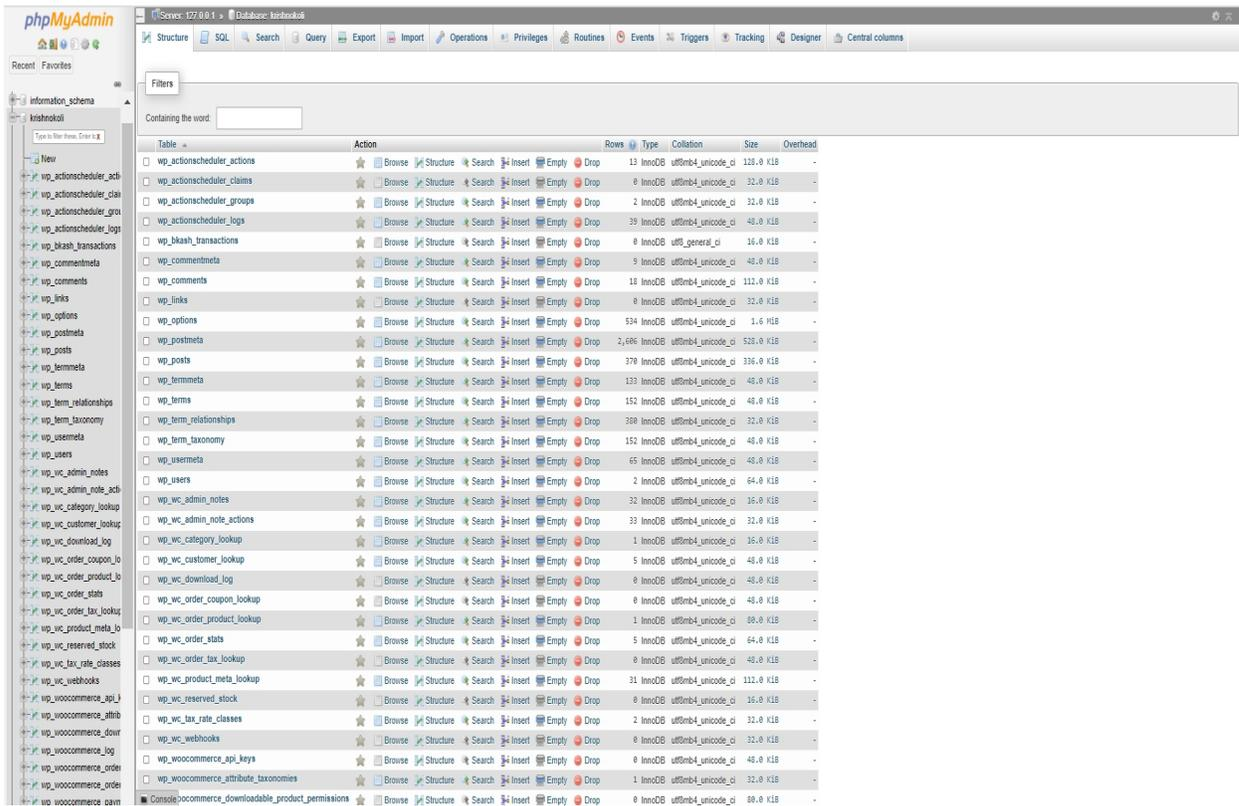 phpMyAdmin
Recent Favorites
information_schema
krishnokoli
Type to filter these, Enter to X
New
wp_actionscheduler_acti
wp_actionscheduler_clai
wp_actionscheduler_grou
wp_actionscheduler_logs
wp_bkash_transactions
wp_commentmeta
wp_comments
wp_links
wp_options
wp_postmeta
wp_posts
wp_termmeta
wp_terms
wp_term_relationships
wp_term_taxonomy
wp_usermeta
wp_users
wp_wc_admin_notes
wp_wc_admin_note_acti
wp_wc_category_lookup
wp_wc_customer_lookup
wp_wc_download_log
wp_wc_order_coupon_lo
wp_wc_order_product_lo
wp_wc_order_stats
wp_wc_order_tax_lookup
wp_wc_product_meta_lo
wp_wc_reserved_stock
wp_wc_tax_rate_classes
wp_wc_webhooks
wp_woocommerce_api_k
wp_woocommerce_attrib
wp_woocommerce_down
wp_woocommerce_log
wp_woocommerce_order
wp_woocommerce_order
wp_woocommerce_paym
Server: 127.0.0.1 » Database: krishnokoli
Structure SQL Search Query Export Import Operations Privileges Routines Events Triggers Tracking Designer Central columns
Filters
Containing the word:
Table Action Rows Type Collation Size Overhead
wp_actionscheduler_actions Browse Structure Search Insert Empty Drop 13 InnoDB utf8mb4_unicode_ci 128.0 KiB -
wp_actionscheduler_claims Browse Structure Search Insert Empty Drop 0 InnoDB utf8mb4_unicode_ci 32.0 KiB -
wp_actionscheduler_groups Browse Structure Search Insert Empty Drop 2 InnoDB utf8mb4_unicode_ci 32.0 KiB -
wp_actionscheduler_logs Browse Structure Search Insert Empty Drop 39 InnoDB utf8mb4_unicode_ci 48.0 KiB -
wp_bkash_transactions Browse Structure Search Insert Empty Drop 0 InnoDB utf8_general_ci 16.0 KiB -
wp_commentmeta Browse Structure Search Insert Empty Drop 9 InnoDB utf8mb4_unicode_ci 48.0 KiB -
wp_comments Browse Structure Search Insert Empty Drop 18 InnoDB utf8mb4_unicode_ci 112.0 KiB -
wp_links Browse Structure Search Insert Empty Drop 0 InnoDB utf8mb4_unicode_ci 32.0 KiB -
wp_options Browse Structure Search Insert Empty Drop 534 InnoDB utf8mb4_unicode_ci 1.6 MiB -
wp_postmeta Browse Structure Search Insert Empty Drop 2,606 InnoDB utf8mb4_unicode_ci 528.0 KiB -
wp_posts Browse Structure Search Insert Empty Drop 370 InnoDB utf8mb4_unicode_ci 336.0 KiB -
wp_termmeta Browse Structure Search Insert Empty Drop 133 InnoDB utf8mb4_unicode_ci 48.0 KiB -
wp_terms Browse Structure Search Insert Empty Drop 152 InnoDB utf8mb4_unicode_ci 48.0 KiB -
wp_term_relationships Browse Structure Search Insert Empty Drop 380 InnoDB utf8mb4_unicode_ci 32.0 KiB -
wp_term_taxonomy Browse Structure Search Insert Empty Drop 152 InnoDB utf8mb4_unicode_ci 48.0 KiB -
wp_usermeta Browse Structure Search Insert Empty Drop 65 InnoDB utf8mb4_unicode_ci 48.0 KiB -
wp_users Browse Structure Search Insert Empty Drop 2 InnoDB utf8mb4_unicode_ci 64.0 KiB -
wp_wc_admin_notes Browse Structure Search Insert Empty Drop 32 InnoDB utf8mb4_unicode_ci 16.0 KiB -
wp_wc_admin_note_actions Browse Structure Search Insert Empty Drop 33 InnoDB utf8mb4_unicode_ci 32.0 KiB -
wp_wc_category_lookup Browse Structure Search Insert Empty Drop 1 InnoDB utf8mb4_unicode_ci 16.0 KiB -
wp_wc_customer_lookup Browse Structure Search Insert Empty Drop 5 InnoDB utf8mb4_unicode_ci 48.0 KiB -
wp_wc_download_log Browse Structure Search Insert Empty Drop 0 InnoDB utf8mb4_unicode_ci 48.0 KiB -
wp_wc_order_coupon_lookup Browse Structure Search Insert Empty Drop 0 InnoDB utf8mb4_unicode_ci 48.0 KiB -
wp_wc_order_product_lookup Browse Structure Search Insert Empty Drop 1 InnoDB utf8mb4_unicode_ci 80.0 KiB -
wp_wc_order_stats Browse Structure Search Insert Empty Drop 5 InnoDB utf8mb4_unicode_ci 64.0 KiB -
wp_wc_order_tax_lookup Browse Structure Search Insert Empty Drop 0 InnoDB utf8mb4_unicode_ci 48.0 KiB -
wp_wc_product_meta_lookup Browse Structure Search Insert Empty Drop 31 InnoDB utf8mb4_unicode_ci 112.0 KiB -
wp_wc_reserved_stock Browse Structure Search Insert Empty Drop 0 InnoDB utf8mb4_unicode_ci 16.0 KiB -
wp_wc_tax_rate_classes Browse Structure Search Insert Empty Drop 2 InnoDB utf8mb4_unicode_ci 32.0 KiB -
wp_wc_webhooks Browse Structure Search Insert Empty Drop 0 InnoDB utf8mb4_unicode_ci 32.0 KiB -
wp_woocommerce_api_keys Browse Structure Search Insert Empty Drop 0 InnoDB utf8mb4_unicode_ci 48.0 KiB -
wp_woocommerce_attribute_taxonomies Browse Structure Search Insert Empty Drop 1 InnoDB utf8mb4_unicode_ci 32.0 KiB -
Console oocommerce_downloadable_product_permissions Browse Structure Search Insert Empty Drop 0 InnoDB utf8mb4_unicode_ci 80.0 KiB -